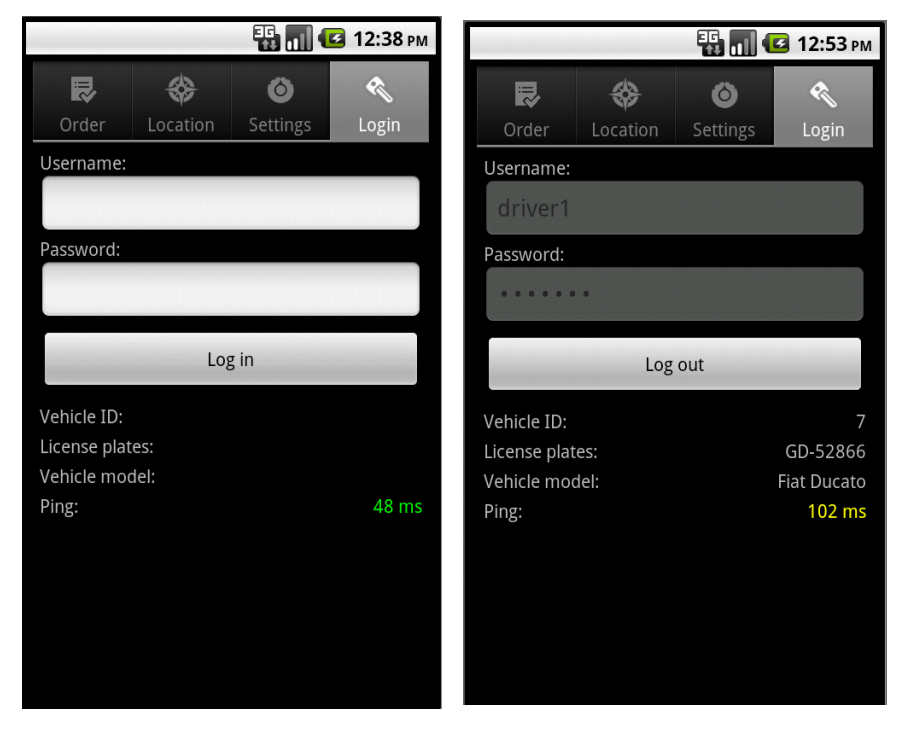 3G 12:38 PM
Order Location Settings Login
Username:
Password:
Log in
Vehicle ID:
License plates:
Vehicle model:
Ping: 48 ms
3G 12:53 PM
Order Location Settings Login
Username:
driver1
Password:
•••••••
Log out
Vehicle ID: 7
License plates: GD-52866
Vehicle model: Fiat Ducato
Ping: 102 ms